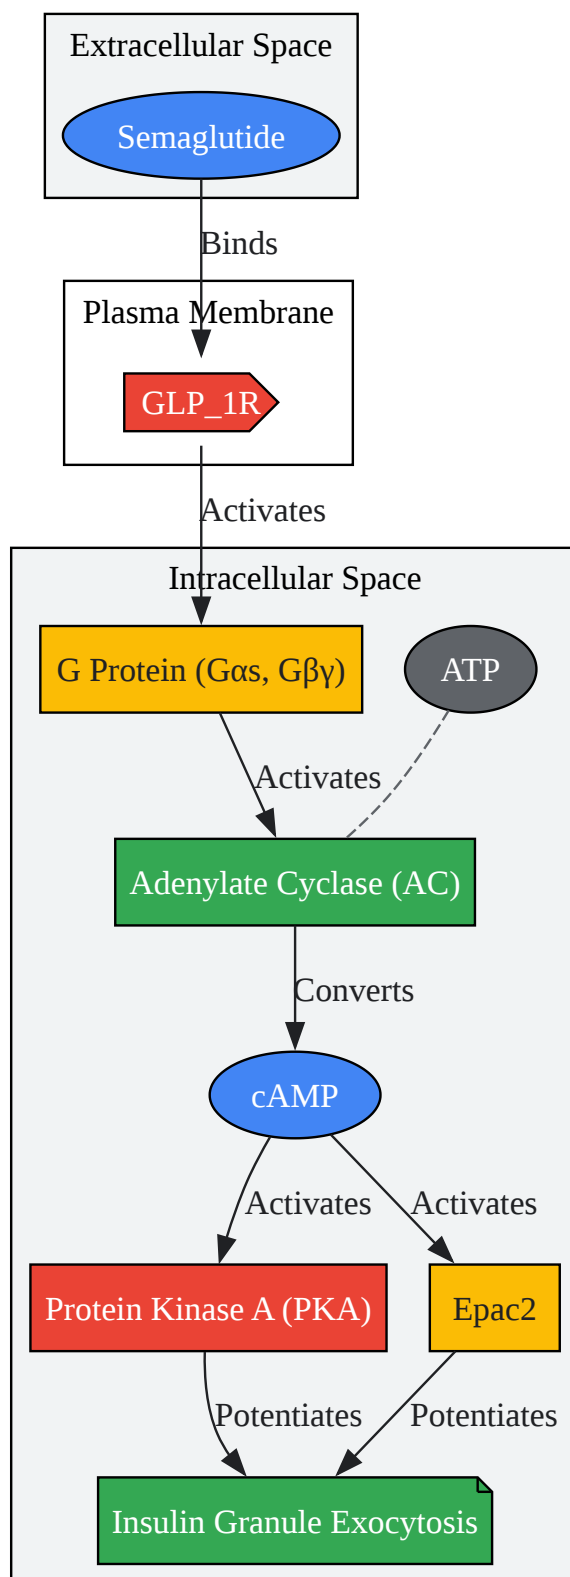 Extracellular Space
Semaglutide
Binds
Plasma Membrane
GLP_1R
Activates
Intracellular Space
G Protein (Gαs, Gβγ)
ATP
Activates
Adenylate Cyclase (AC)
Converts
cAMP
Activates
Activates
Protein Kinase A (PKA)
Epac2
Potentiates
Potentiates
Insulin Granule Exocytosis